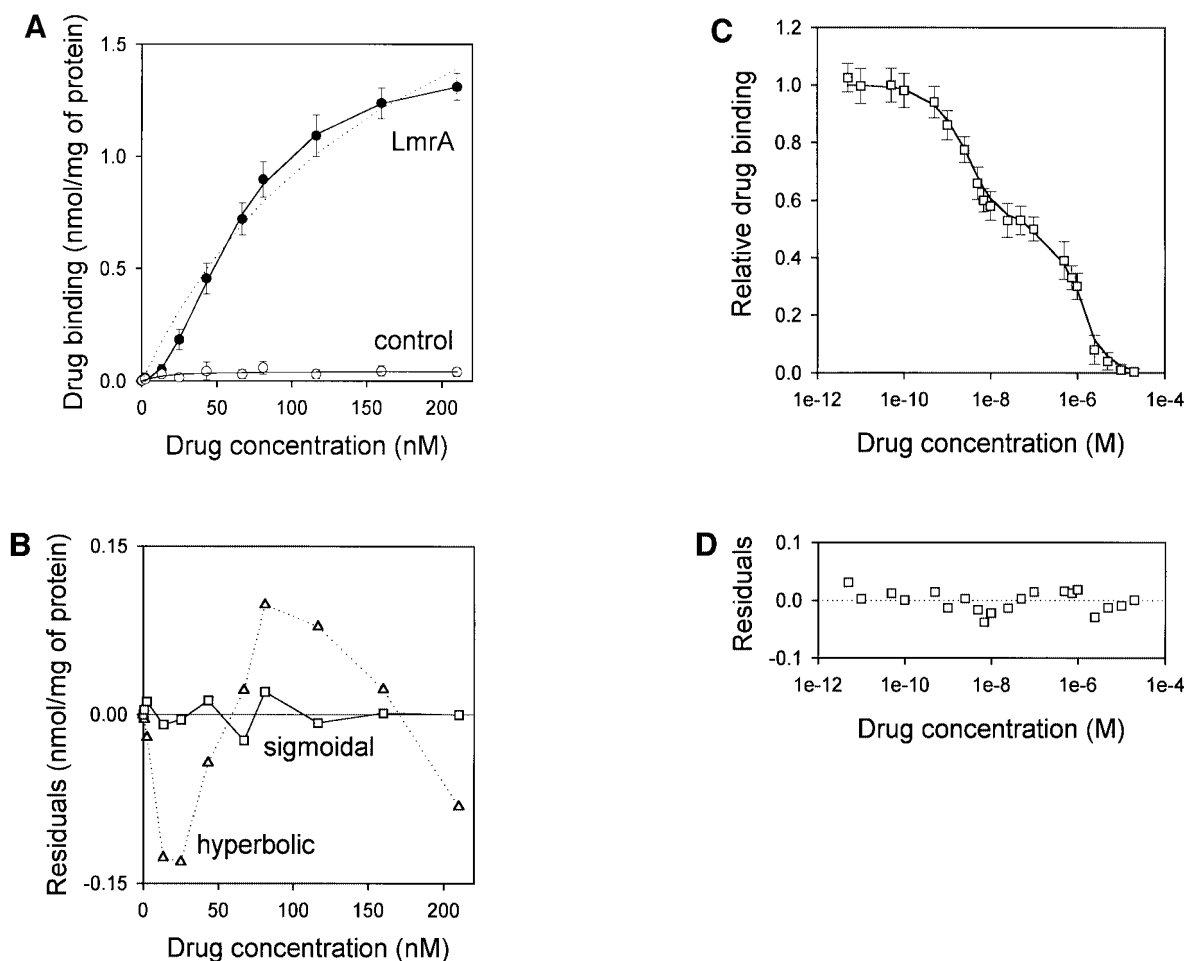 A
Drug binding (nmol/mg of protein)
1.5
1.0
0.5
0.0
LmrA
control
0 50 100 150 200
Drug concentration (nM)
B
Residuals (nmol/mg of protein)
0.15
0.00
-0.15
sigmoidal
hyperbolic
0 50 100 150 200
Drug concentration (nM)
C
Relative drug binding
1.2
1.0
0.8
0.6
0.4
0.2
0.0
1e-12 1e-10 1e-8 1e-6 1e-4
Drug concentration (M)
D
Residuals
0.1
0.0
-0.1
1e-12 1e-10 1e-8 1e-6 1e-4
Drug concentration (M)